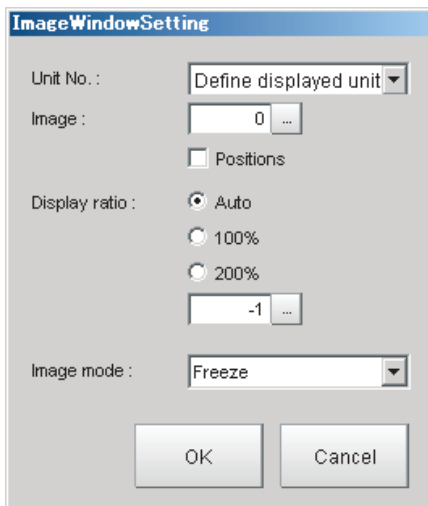 ImageWindowSetting
Unit No. : Define displayed unit
Image : 0 ...
Positions
Display ratio : Auto
100%
200%
-1 ...
Image mode : Freeze
OK Cancel